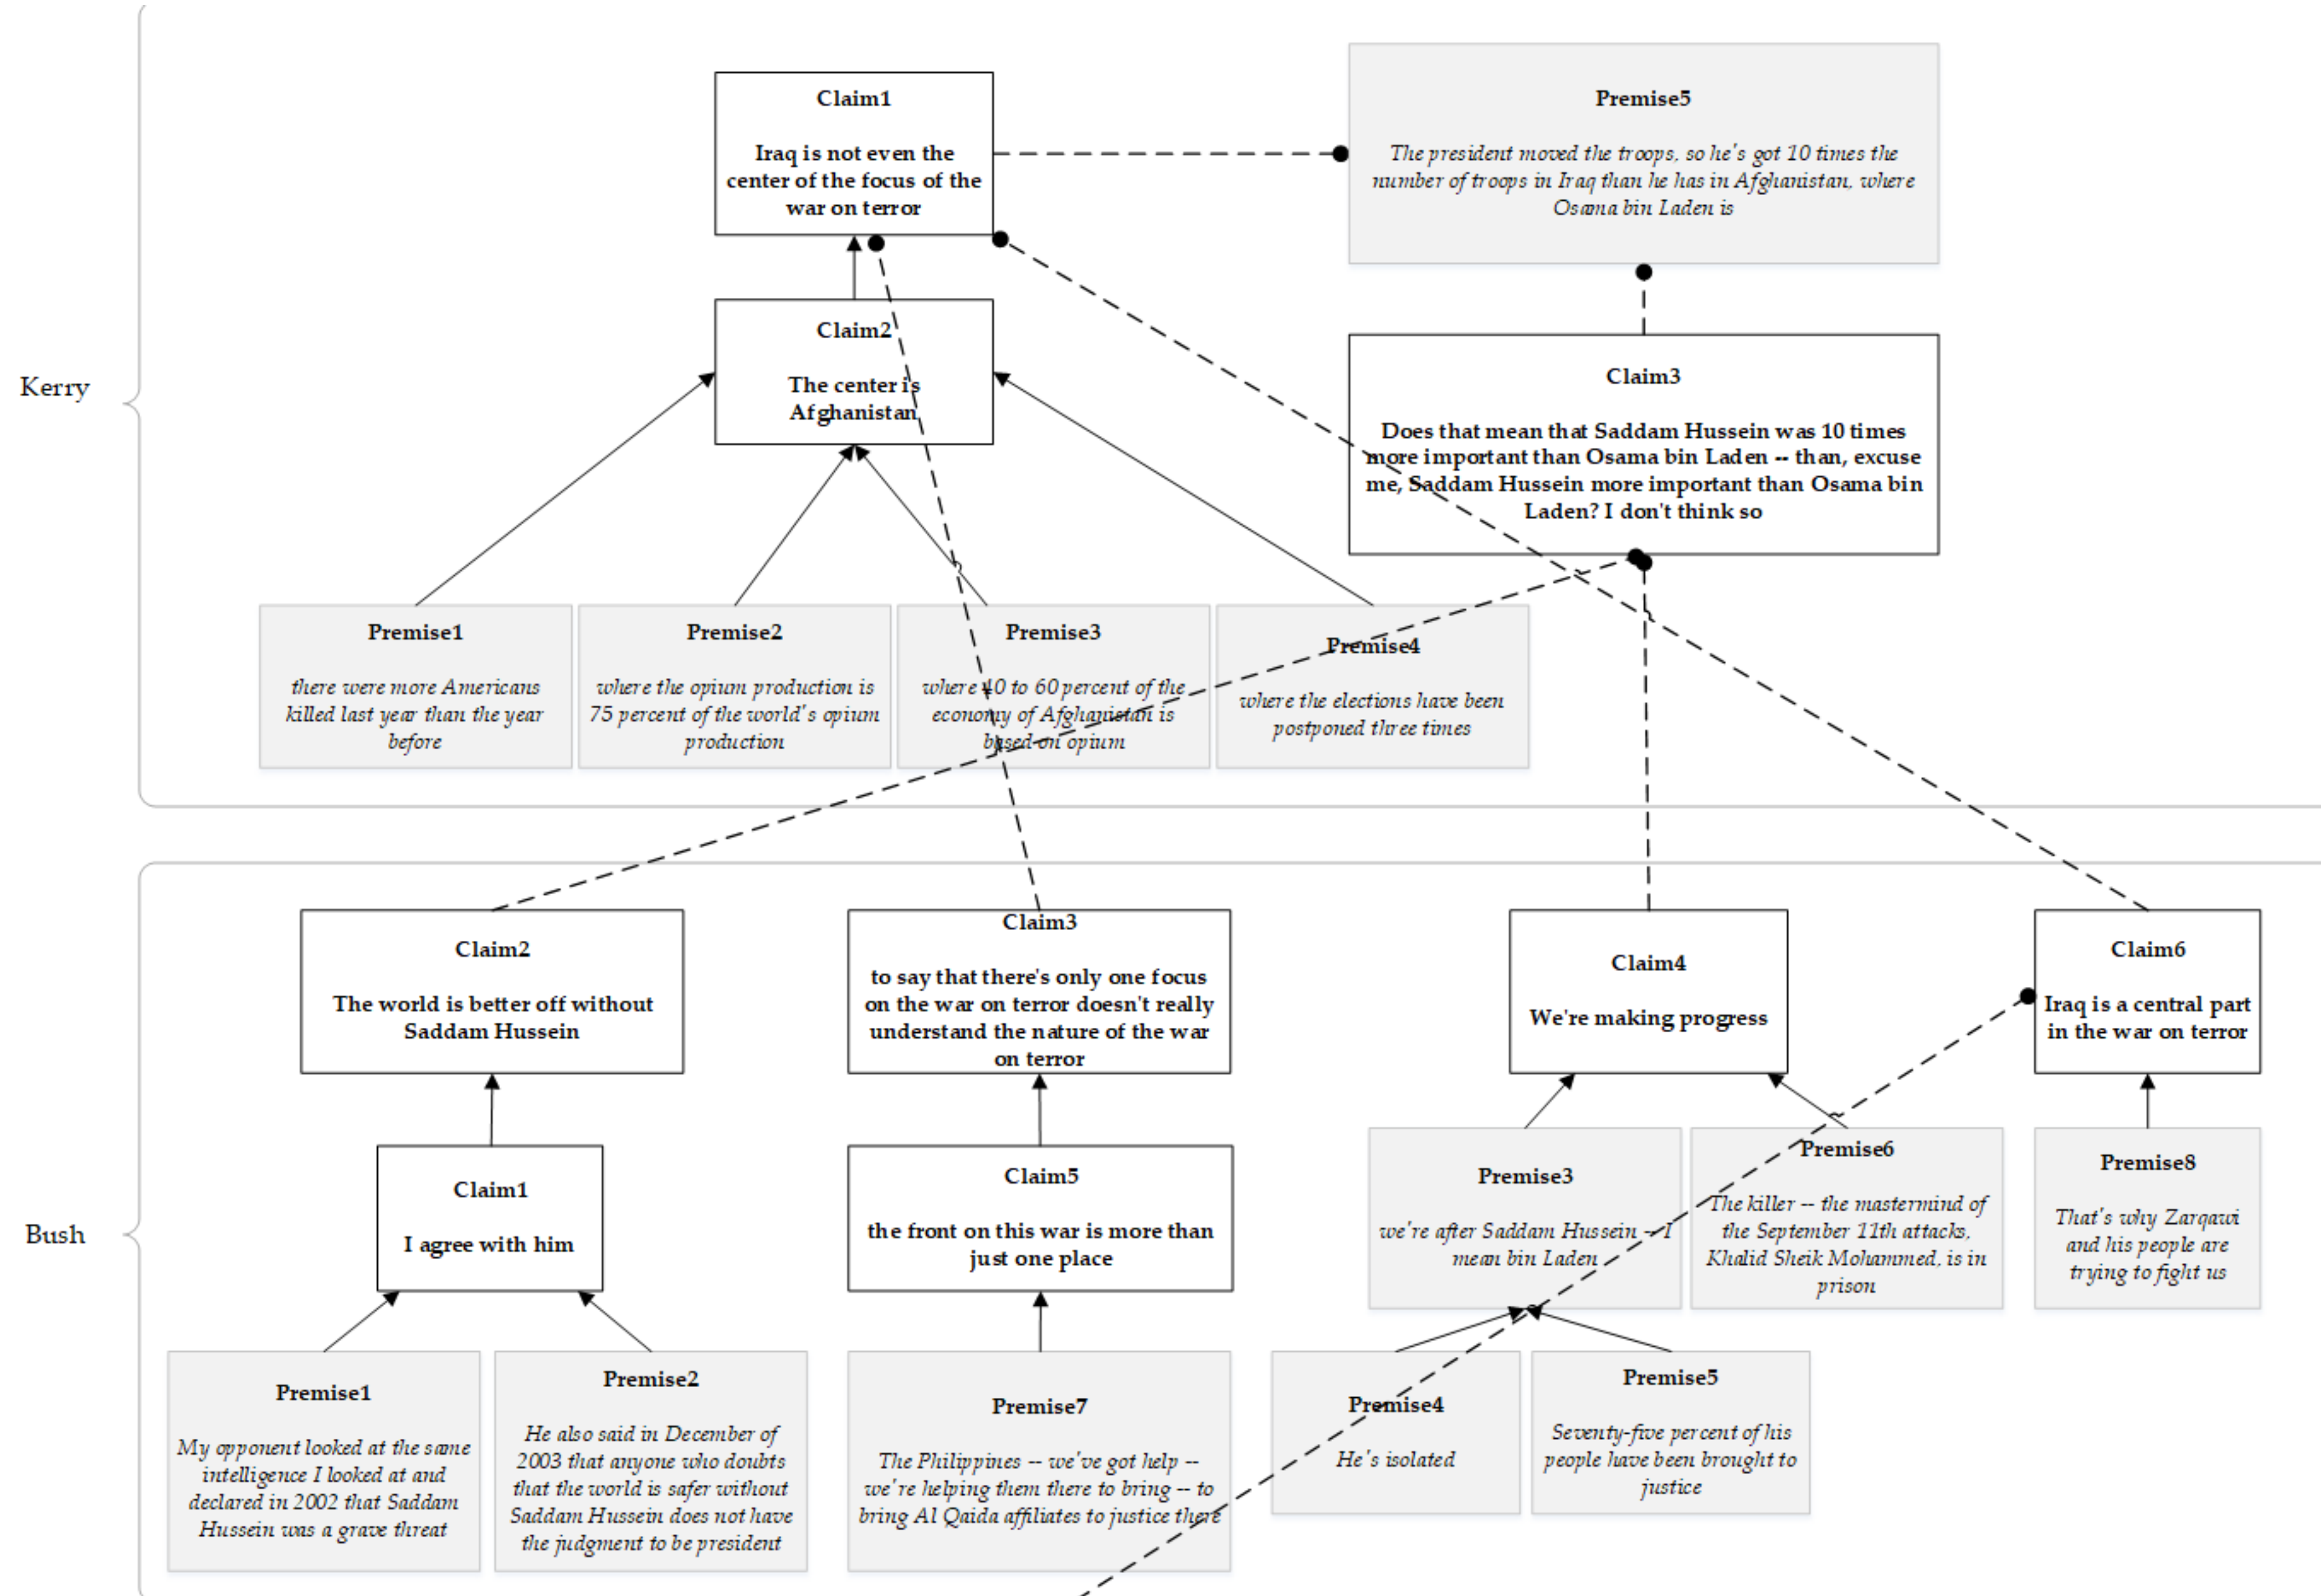 Claim1
Iraq is not even the
center of the focus of the
war on terror
Premise5
The president moved the troops, so he's got 10 times the
number of troops in Iraq than he has in Afghanistan, where
Osama bin Laden is
Claim2
The center is
Afghanistan
Claim3
Does that mean that Saddam Hussein was 10 times
more important than Osama bin Laden -- than, excuse
me, Saddam Hussein more important than Osama bin
Laden? I don't think so
Kerry
Premise1
there were more Americans
killed last year than the year
before
Premise2
where the opium production is
75 percent of the world's opium
production
Premise3
where 40 to 60 percent of the
economy of Afghanistan is
based on opium
Premise4
where the elections have been
postponed three times
Claim2
The world is better off without
Saddam Hussein
Claim3
to say that there's only one focus
on the war on terror doesn't really
understand the nature of the war
on terror
Claim4
We're making progress
Claim6
Iraq is a central part
in the war on terror
Bush
Claim1
I agree with him
Claim5
the front on this war is more than
just one place
Premise3
we're after Saddam Hussein -- I
mean bin Laden
Premise6
The killer -- the mastermind of
the September 11th attacks,
Khalid Sheik Mohammed, is in
prison
Premise8
That's why Zarqawi
and his people are
trying to fight us
Premise1
My opponent looked at the same
intelligence I looked at and
declared in 2002 that Saddam
Hussein was a grave threat
Premise2
He also said in December of
2003 that anyone who doubts
that the world is safer without
Saddam Hussein does not have
the judgment to be president
Premise7
The Philippines -- we've got help --
we're helping them there to bring -- to
bring Al Qaida affiliates to justice there
Premise4
He's isolated
Premise5
Seventy-five percent of his
people have been brought to
justice